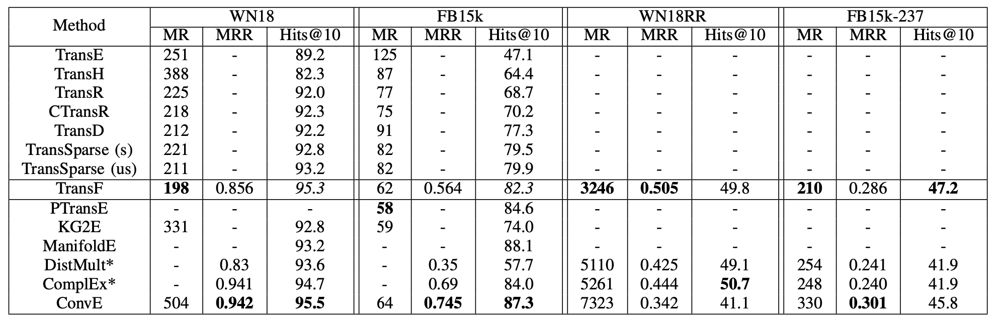 Method WN18 FB15k WN18RR FB15k-237
MR MRR Hits@10 MR MRR Hits@10 MR MRR Hits@10 MR MRR Hits@10
TransE 251 - 89.2 125 - 47.1 - - - - - -
TransH 388 - 82.3 87 - 64.4 - - - - - -
TransR 225 - 92.0 77 - 68.7 - - - - - -
CTransR 218 - 92.3 75 - 70.2 - - - - - -
TransD 212 - 92.2 91 - 77.3 - - - - - -
TransSparse (s) 221 - 92.8 82 - 79.5 - - - - - -
TransSparse (us) 211 - 93.2 82 - 79.9 - - - - - -
TransF 198 0.856 95.3 62 0.564 82.3 3246 0.505 49.8 210 0.286 47.2
PTransE - - - 58 - 84.6 - - - - - -
KG2E 331 - 92.8 59 - 74.0 - - - - - -
ManifoldE - - 93.2 - - 88.1 - - - - - -
DistMult* - 0.83 93.6 - 0.35 57.7 5110 0.425 49.1 254 0.241 41.9
ComplEx* - 0.941 94.7 - 0.69 84.0 5261 0.444 50.7 248 0.240 41.9
ConvE 504 0.942 95.5 64 0.745 87.3 7323 0.342 41.1 330 0.301 45.8